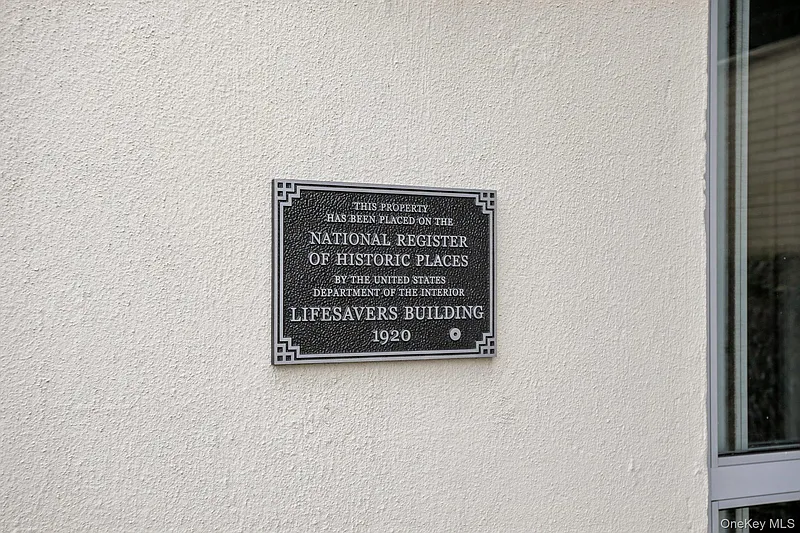 THIS PROPERTY
HAS BEEN PLACED ON THE
NATIONAL REGISTER
OF HISTORIC PLACES
BY THE UNITED STATES
DEPARTMENT OF THE INTERIOR
LIFESAVERS BUILDING
1920
OneKey MLS